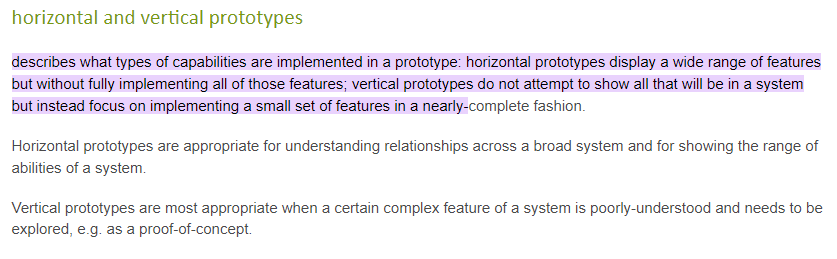 horizontal and vertical prototypes
describes what types of capabilities are implemented in a prototype: horizontal prototypes display a wide range of features
but without fully implementing all of those features; vertical prototypes do not attempt to show all that will be in a system
but instead focus on implementing a small set of features in a nearly-complete fashion.
Horizontal prototypes are appropriate for understanding relationships across a broad system and for showing the range of
abilities of a system.
Vertical prototypes are most appropriate when a certain complex feature of a system is poorly-understood and needs to be
explored, e.g. as a proof-of-concept.